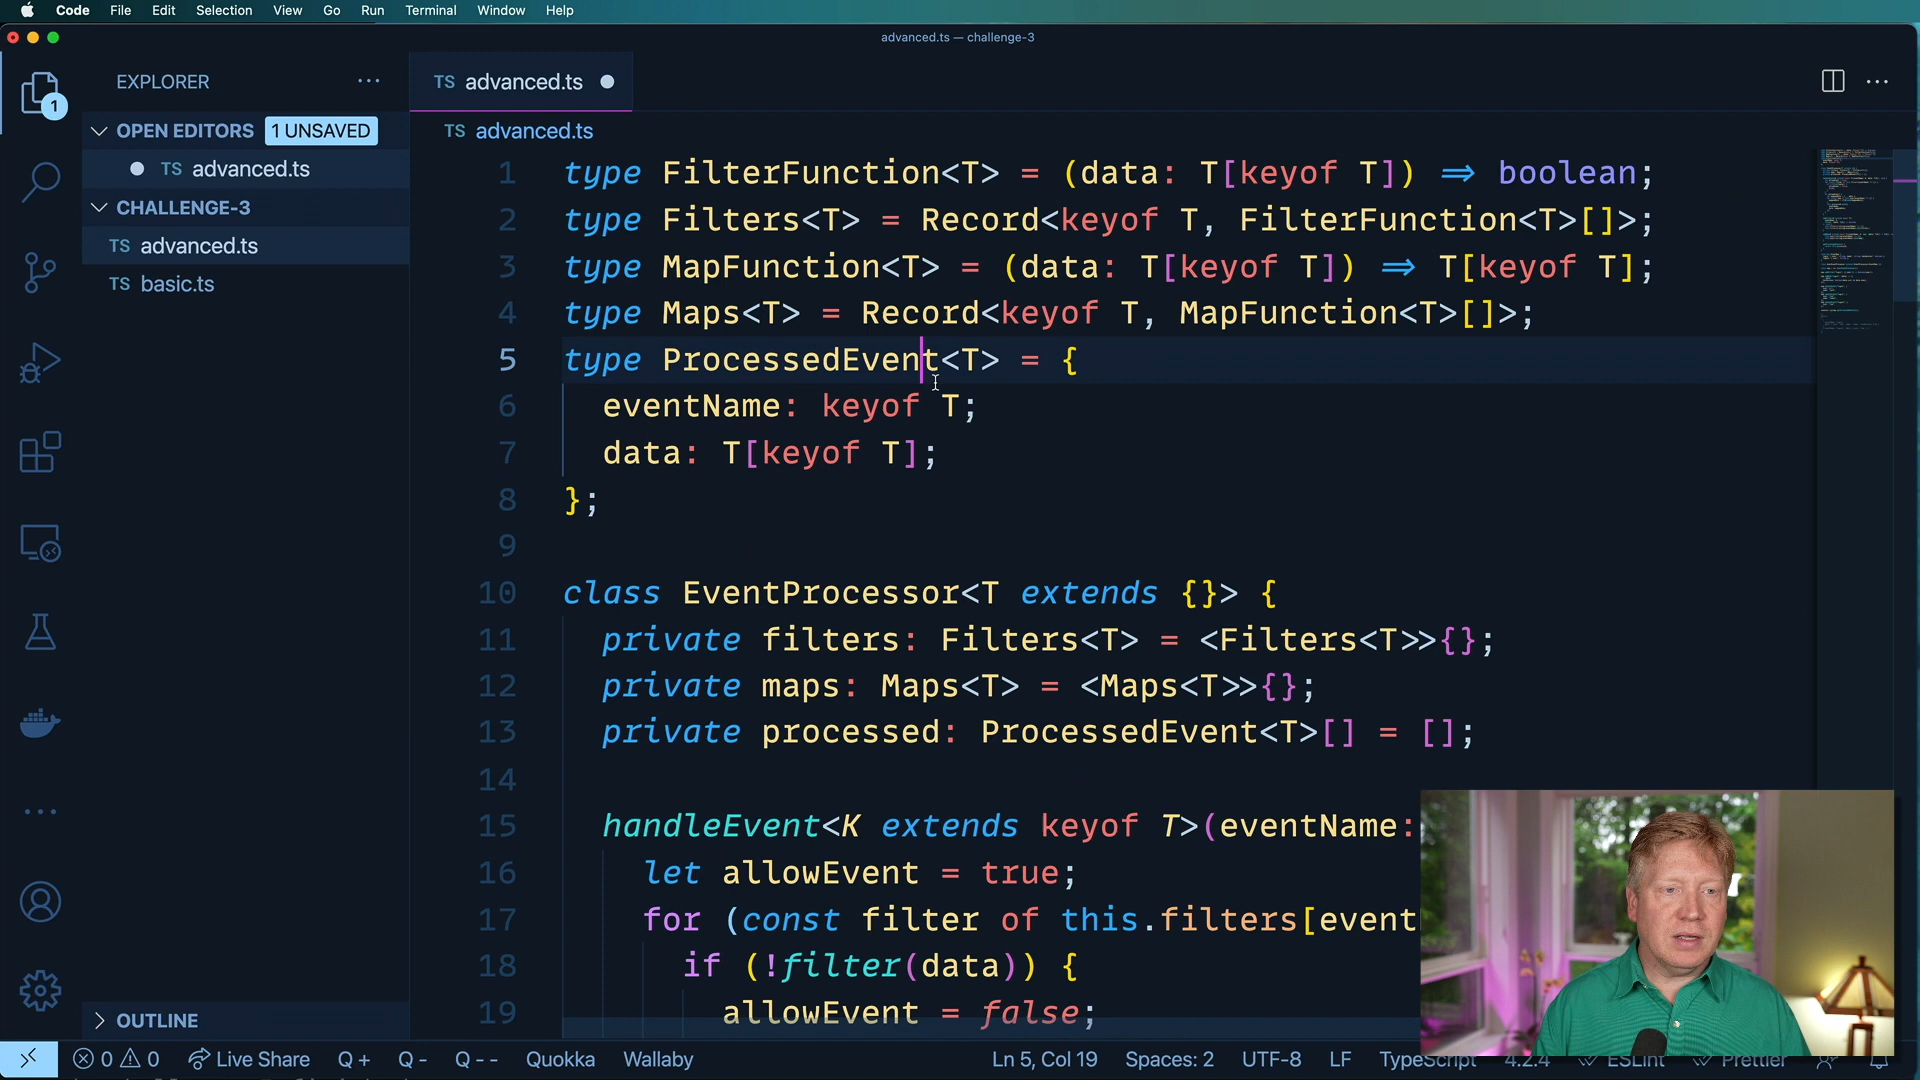 Code File Edit Selection View Go Run Terminal Window Help
advanced.ts — challenge-3
EXPLORER
TS advanced.ts
1
OPEN EDITORS 1 UNSAVED
TS advanced.ts
TS advanced.ts
CHALLENGE-3
TS advanced.ts
TS basic.ts
1 type FilterFunction<T> = (data: T[keyof T]) => boolean;
2 type Filters<T> = Record<keyof T, FilterFunction<T>[]>;
3 type MapFunction<T> = (data: T[keyof T]) => T[keyof T];
4 type Maps<T> = Record<keyof T, MapFunction<T>[]>;
5 type ProcessedEvent<T> = {
6 eventName: keyof T;
7 data: T[keyof T];
8 };
9
10 class EventProcessor<T extends {}> {
11 private filters: Filters<T> = <Filters<T>>{};
12 private maps: Maps<T> = <Maps<T>>{};
13 private processed: ProcessedEvent<T>[] = [];
14
15 handleEvent<K extends keyof T>(eventName:
16 let allowEvent = true;
17 for (const filter of this.filters[event
18 if (!filter(data)) {
19 allowEvent = false;
OUTLINE
0 0 Live Share Q+ Q- Q-- Quokka Wallaby Ln 5, Col 19 Spaces: 2 UTF-8 LF TypeScript 4.2.4 ESLint Prettier